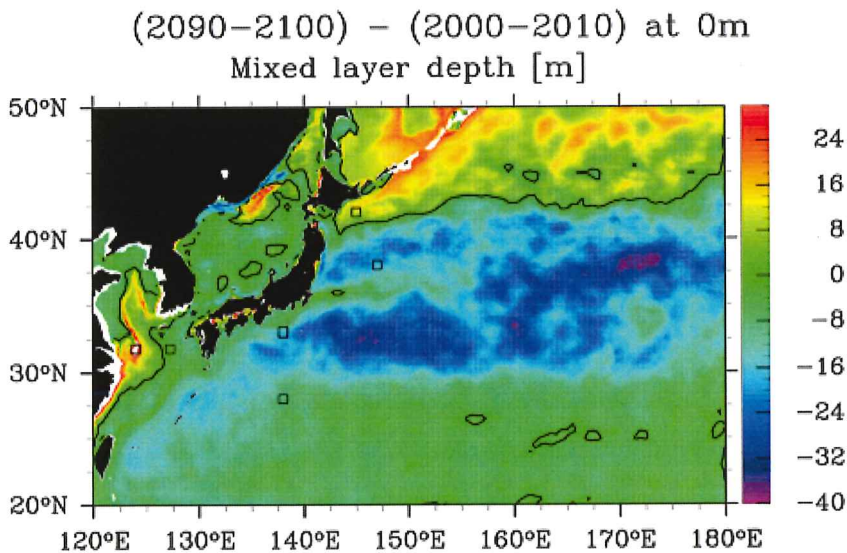 (2090−2100) − (2000−2010) at 0m
Mixed layer depth [m]
50°N
40°N
30°N
20°N
120°E 130°E 140°E 150°E 160°E 170°E 180°E
24
16
8
0
−8
−16
−24
−32
−40